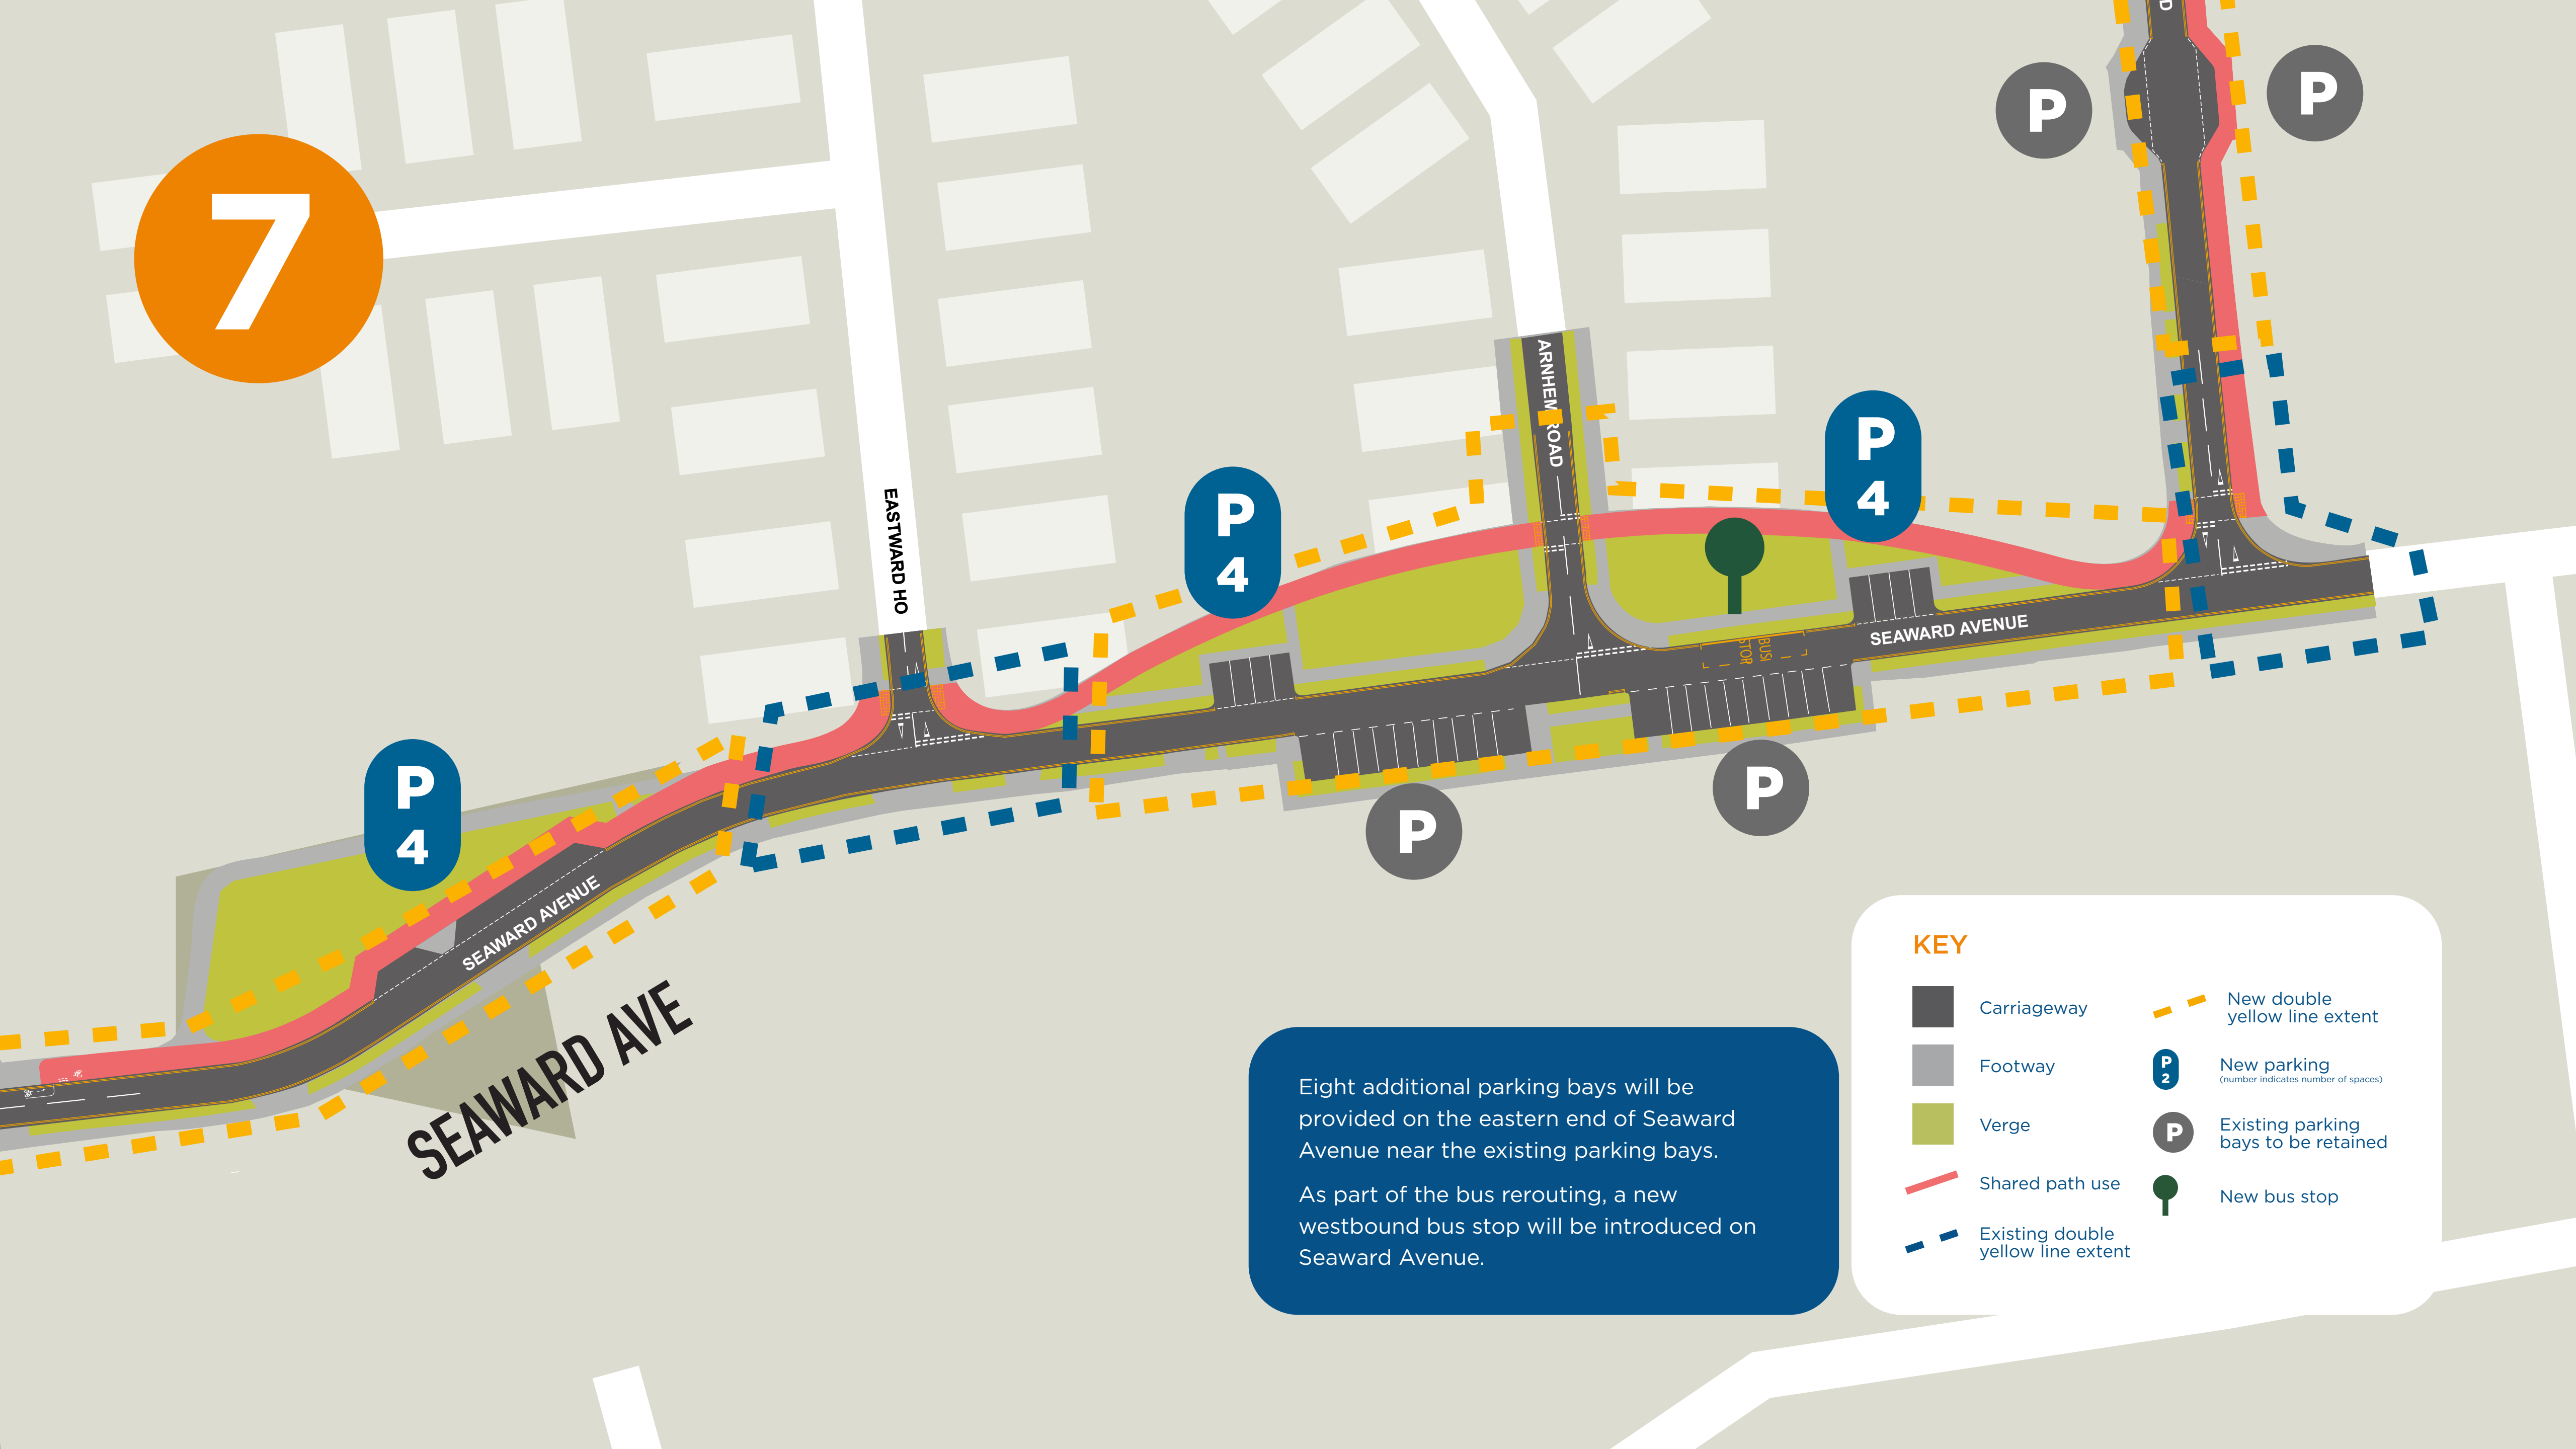 7
D
P
P
ARNHEM ROAD
P
4
P
4
EASTWARD HO
SEAWARD AVENUE
BUS
STOP
P
4
P
P
SEAWARD AVENUE
SEAWARD AVE
Eight additional parking bays will be
provided on the eastern end of Seaward
Avenue near the existing parking bays.
As part of the bus rerouting, a new
westbound bus stop will be introduced on
Seaward Avenue.
KEY
Carriageway
Footway
Verge
Shared path use
Existing double
yellow line extent
New double
yellow line extent
P
2
New parking
(number indicates number of spaces)
P
Existing parking
bays to be retained
New bus stop